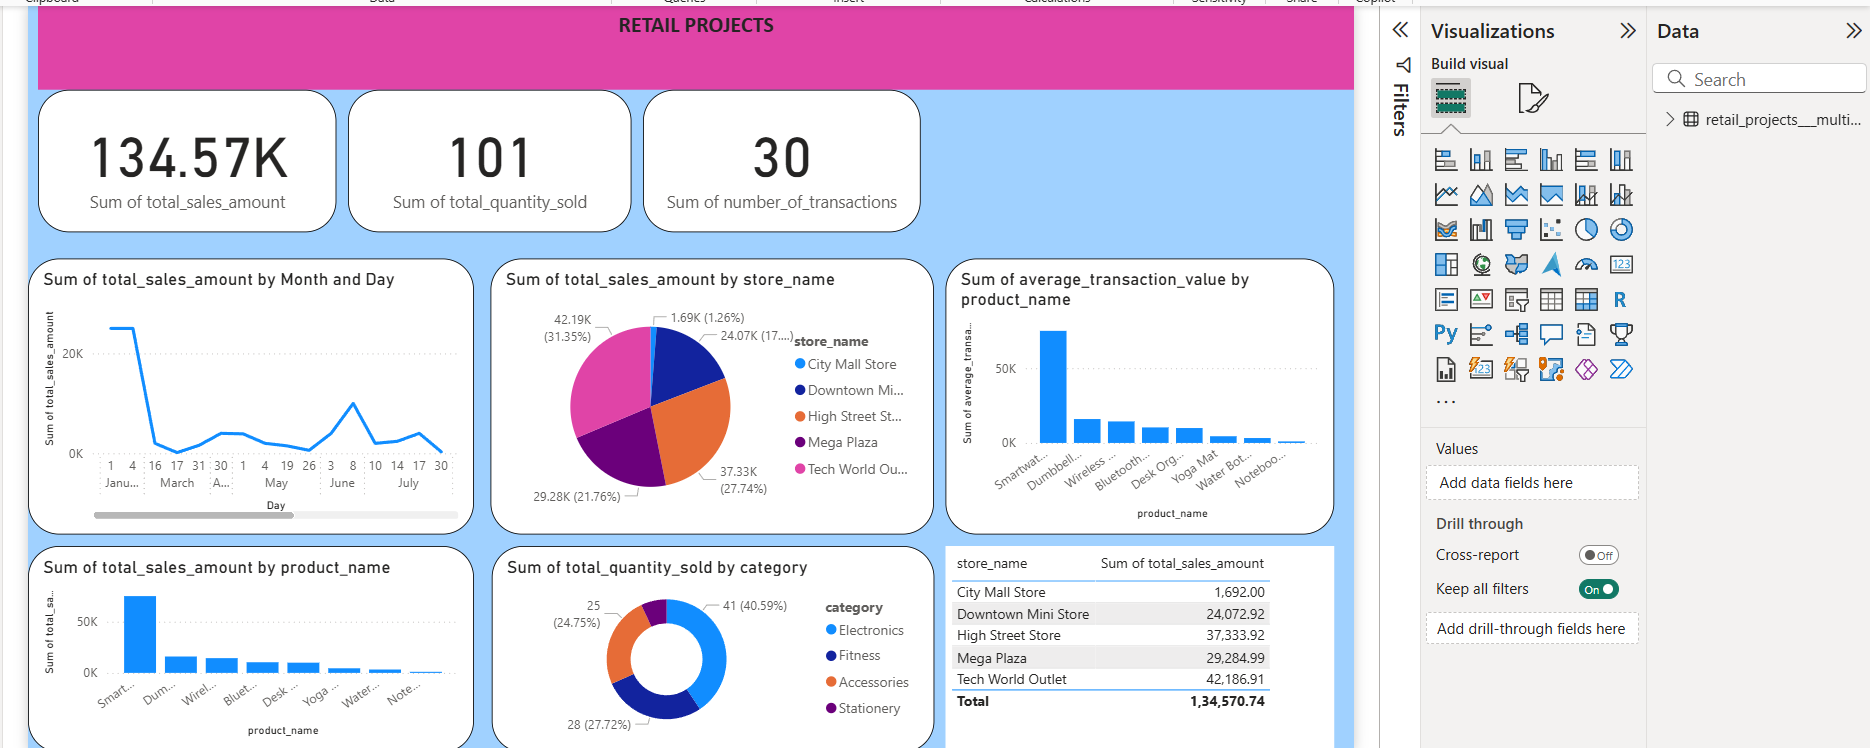 RETAIL PROJECTS
134.57K
Sum of total_sales_amount
101
Sum of total_quantity_sold
30
Sum of number_of_transactions
Sum of total_sales_amount by Month and Day
Sum of total_sales_amount
20K
0K
1 4 16 17 31 30 1 4 19 26 3 8 10 14 17 30
Janu... March A... May June July
Day
Sum of total_sales_amount by store_name
42.19K
(31.35%)
1.69K (1.26%)
24.07K (17....)
37.33K
(27.74%)
29.28K (21.76%)
store_name
City Mall Store
Downtown Mi...
High Street St...
Mega Plaza
Tech World Ou...
Sum of average_transaction_value by
product_name
Sum of average_transa...
50K
0K
Smartwat...
Dumbbell...
Wireless ...
Bluetooth...
Desk Org...
Yoga Mat
Water Bot...
Noteboo...
product_name
Sum of total_sales_amount by product_name
Sum of total_sa...
50K
0K
Smart...
Dum...
Wirel...
Bluet...
Desk ...
Yoga ...
Water...
Note...
product_name
Sum of total_quantity_sold by category
25
(24.75%)
41 (40.59%)
28 (27.72%)
category
Electronics
Fitness
Accessories
Stationery
store_name Sum of total_sales_amount
City Mall Store 1,692.00
Downtown Mini Store 24,072.92
High Street Store 37,333.92
Mega Plaza 29,284.99
Tech World Outlet 42,186.91
Total 1,34,570.74
Filters
Visualizations
Build visual
123
R
Py
123
...
Values
Add data fields here
Drill through
Cross-report Off
Keep all filters On
Add drill-through fields here
Data
Search
retail_projects__multi...